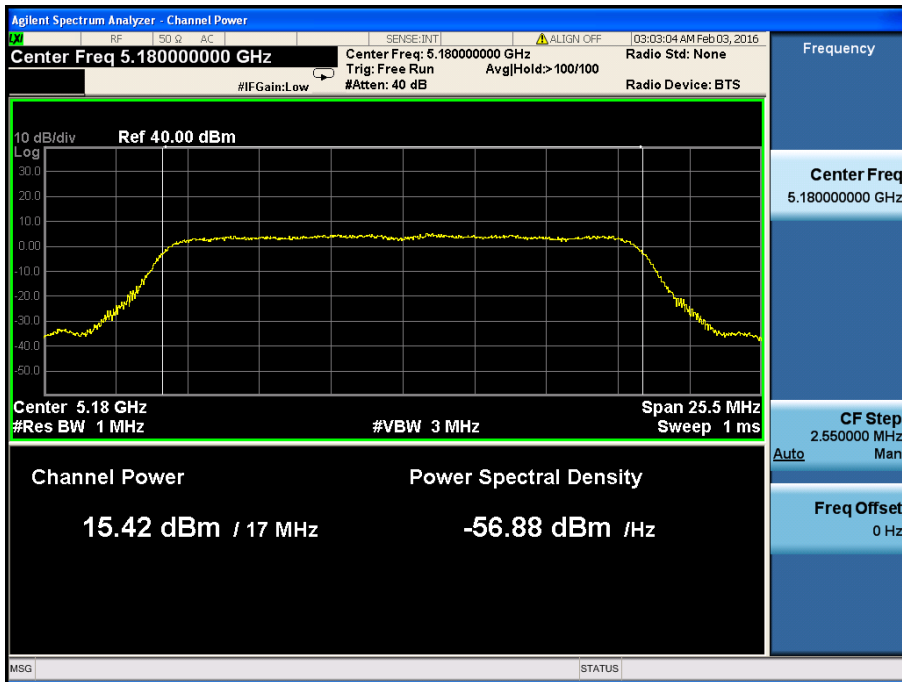 Agilent Spectrum Analyzer - Channel Power
LXI RF 50 Ω AC SENSE:INT ALIGN OFF 03:03:04 AM Feb 03, 2016
Center Freq 5.180000000 GHz
Center Freq: 5.180000000 GHz
Radio Std: None
Trig: Free Run Avg|Hold:> 100/100
#IFGain:Low
#Atten: 40 dB
Radio Device: BTS
10 dB/div Ref 40.00 dBm
Log
30.0
20.0
10.0
0.00
-10.0
-20.0
-30.0
-40.0
-50.0
Center 5.18 GHz Span 25.5 MHz
#Res BW 1 MHz #VBW 3 MHz Sweep 1 ms
Channel Power Power Spectral Density
15.42 dBm / 17 MHz -56.88 dBm /Hz
MSG STATUS
Frequency
Center Freq
5.180000000 GHz
CF Step
2.550000 MHz
Auto Man
Freq Offset
0 Hz